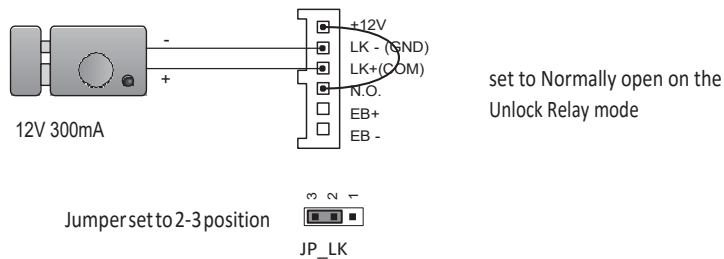 +12V
- LK - (GND)
+ LK+(COM)
N.O.
EB+
EB -
12V 300mA
set to Normally open on the
Unlock Relay mode
Jumper set to 2-3 position
3 2 1
JP_LK